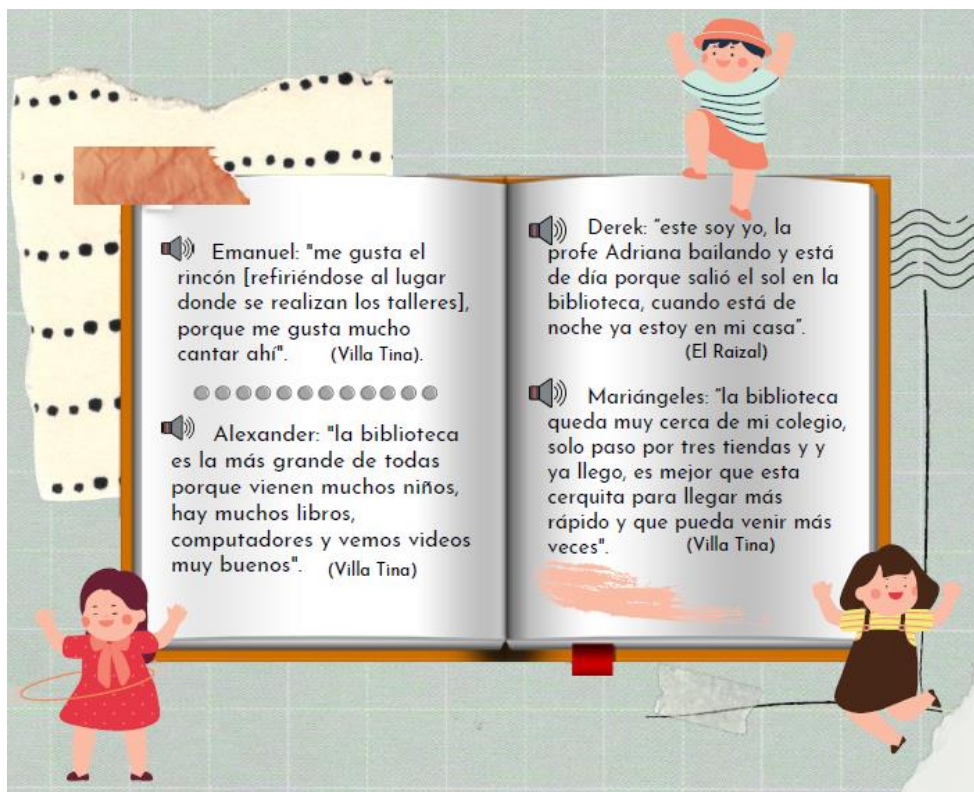 Emanuel: "me gusta el
rincón [refiriéndose al lugar
donde se realizan los talleres],
porque me gusta mucho
cantar ahí". (Villa Tina).
Alexander: "la biblioteca
es la más grande de todas
porque vienen muchos niños,
hay muchos libros,
computadores y vemos videos
muy buenos". (Villa Tina)
Derek: “este soy yo, la
profe Adriana bailando y está
de día porque salió el sol en la
biblioteca, cuando está de
noche ya estoy en mi casa”.
(El Raizal)
Mariángeles: “la biblioteca
queda muy cerca de mi colegio,
solo paso por tres tiendas y y
ya llego, es mejor que esta
cerquita para llegar más
rápido y que pueda venir más
veces". (Villa Tina)